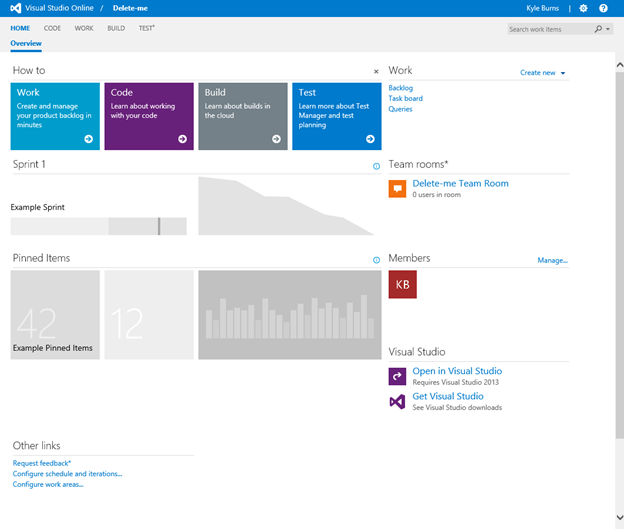 Visual Studio Online / Delete-me
Kyle Burns
HOME CODE WORK BUILD TEST*
Search work items
Overview
How to
Work
Create and manage
your product backlog in
minutes
Code
Learn about working
with your code
Build
Learn about builds in
the cloud
Test
Learn more about Test
Manager and test
planning
Work
Create new
Backlog
Task board
Queries
Sprint 1
Example Sprint
Team rooms*
Delete-me Team Room
0 users in room
Pinned Items
42
Example Pinned Items
12
Members
Manage...
KB
Visual Studio
Open in Visual Studio
Requires Visual Studio 2013
Get Visual Studio
See Visual Studio downloads
Other links
Request feedback*
Configure schedule and iterations...
Configure work areas...